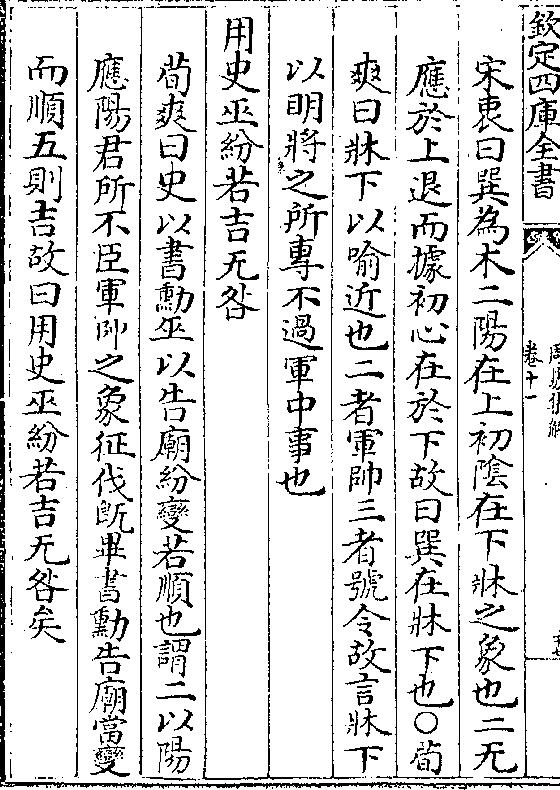 欽定四庫全書
卷十一
宋衷曰巽為木二陽在上初陰在下牀之象也二无
應於上退而據初心在於下故曰巽在牀下也○荀
爽曰牀下以喻近也二者軍帥三者號令故言牀下
以明將之所專不過軍中事也
用史巫紛若吉无咎
荀爽曰史以書勳巫以告廟紛變若順也謂二以陽
應陽君所不臣軍帥之象征伐既畢書勳告廟當變
而順五則吉故曰用史巫紛若吉无咎矣